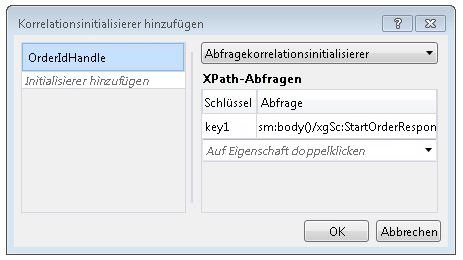 Korrelationsinitialisierer hinzufügen
OrderIdHandle
Initialisierer hinzufügen
Abfragekorrelationsinitialisierer
XPath-Abfragen
Schlüssel Abfrage
key1 sm:body()/xgSc:StartOrderRespon
Auf Eigenschaft doppelklicken
OK Abbrechen